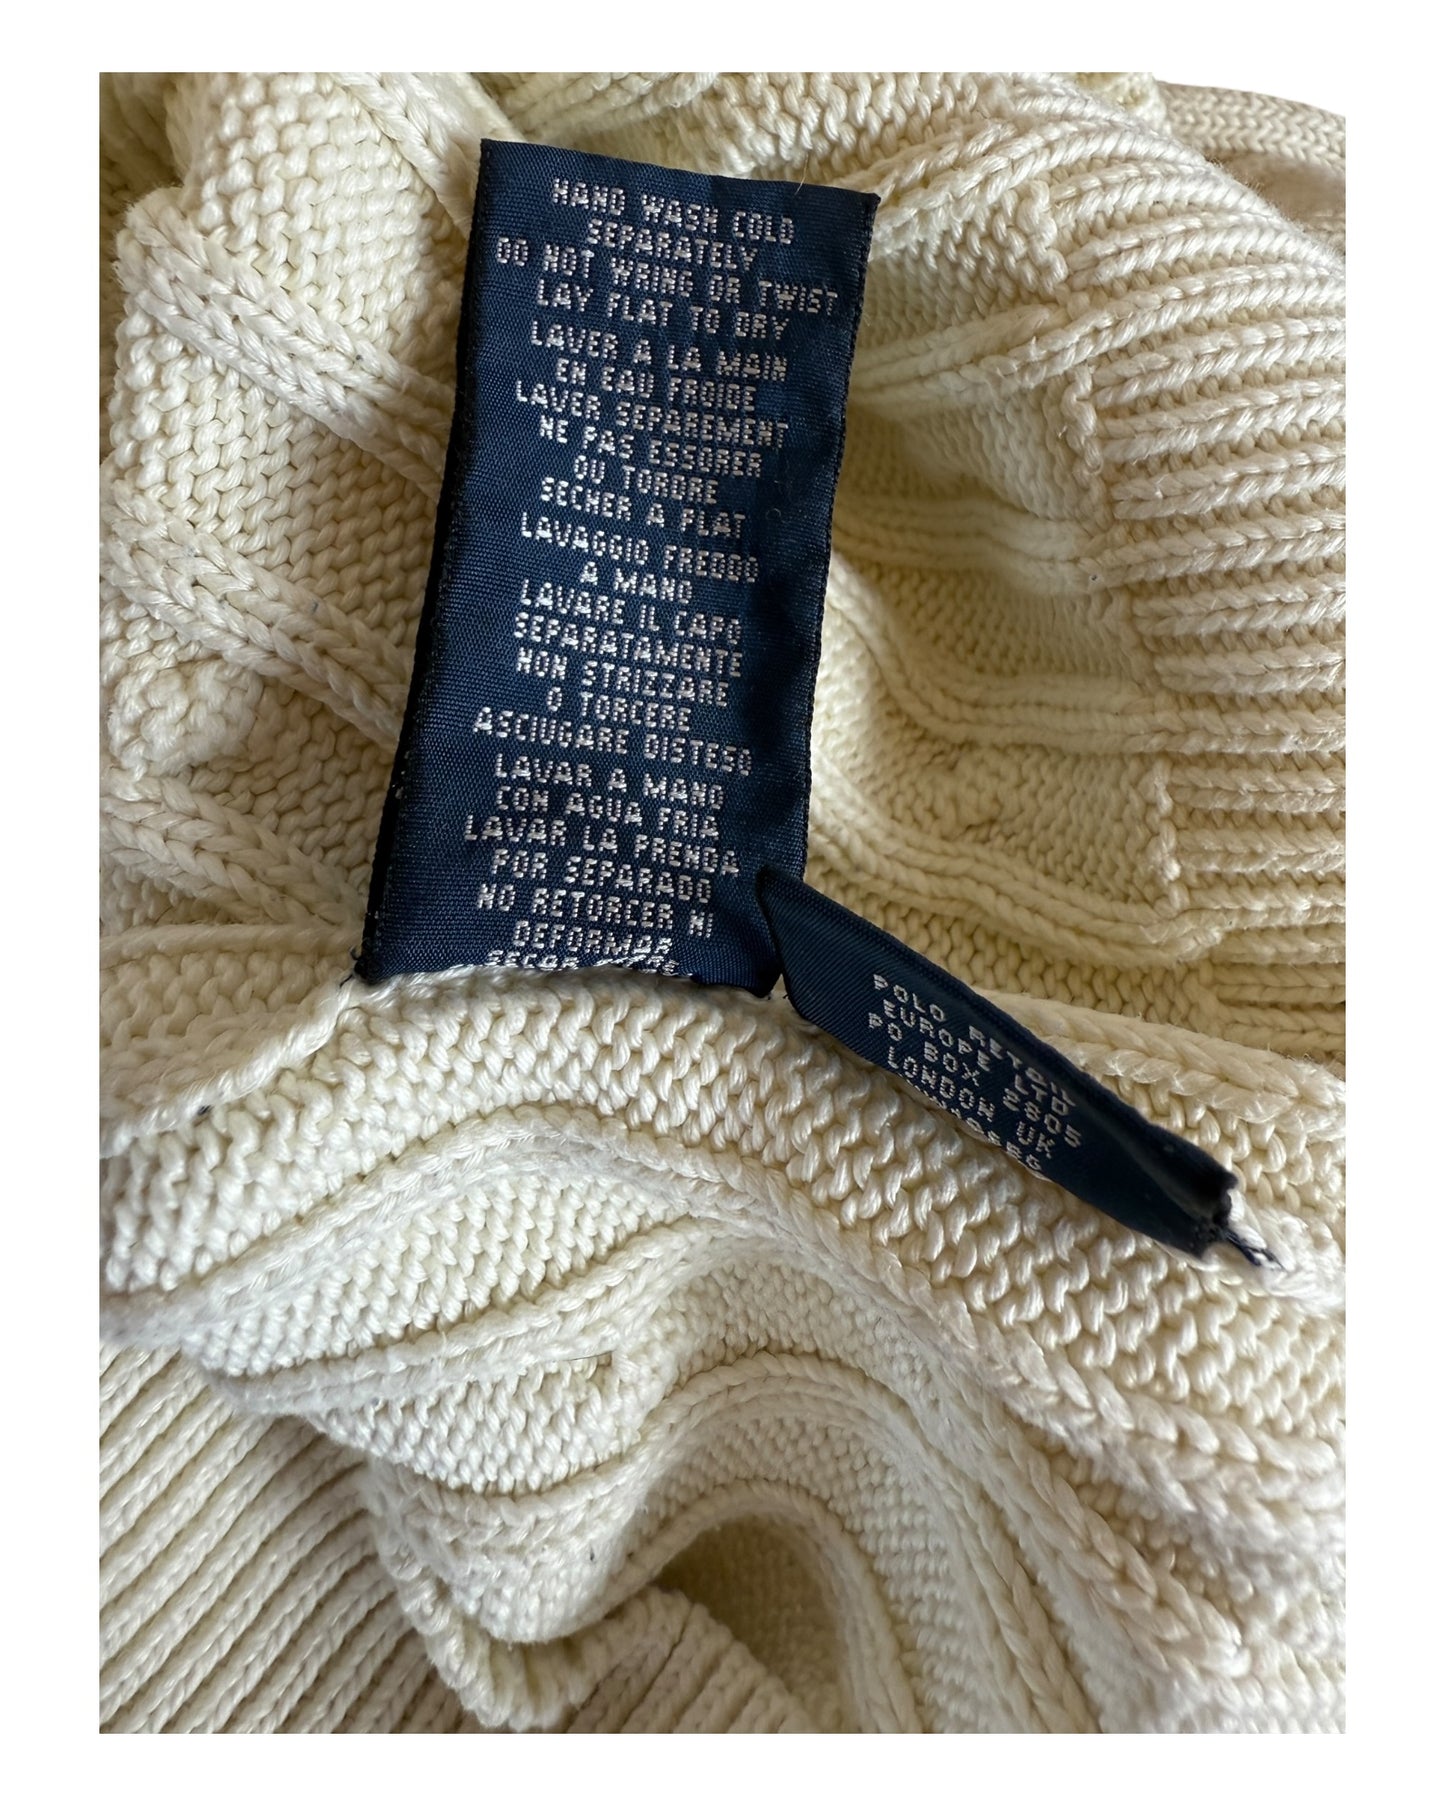 HAND WASH COLD
SEPARATELY
DO NOT WRING OR TWIST
LAY FLAT TO DRY
LAVER A LA MAIN
EN EAU FROIDE
LAVER SEPAREMENT
NE PAS ESSORER
OU TORDRE
SECHER A PLAT
LAVAGGIO FREDDO
A MANO
LAVARE IL CAPO
SEPARATAMENTE
NON STRIZZARE
O TORCERE
ASCIUGARE DISTESO
LAVAR A MANO
CON AGUA FRIA
LAVAR LA PRENDA
POR SEPARADO
NO RETORCER NI
DEFORMAR
POLO RETAIL
EUROPE LTD
PO BOX 2805
LONDON UK